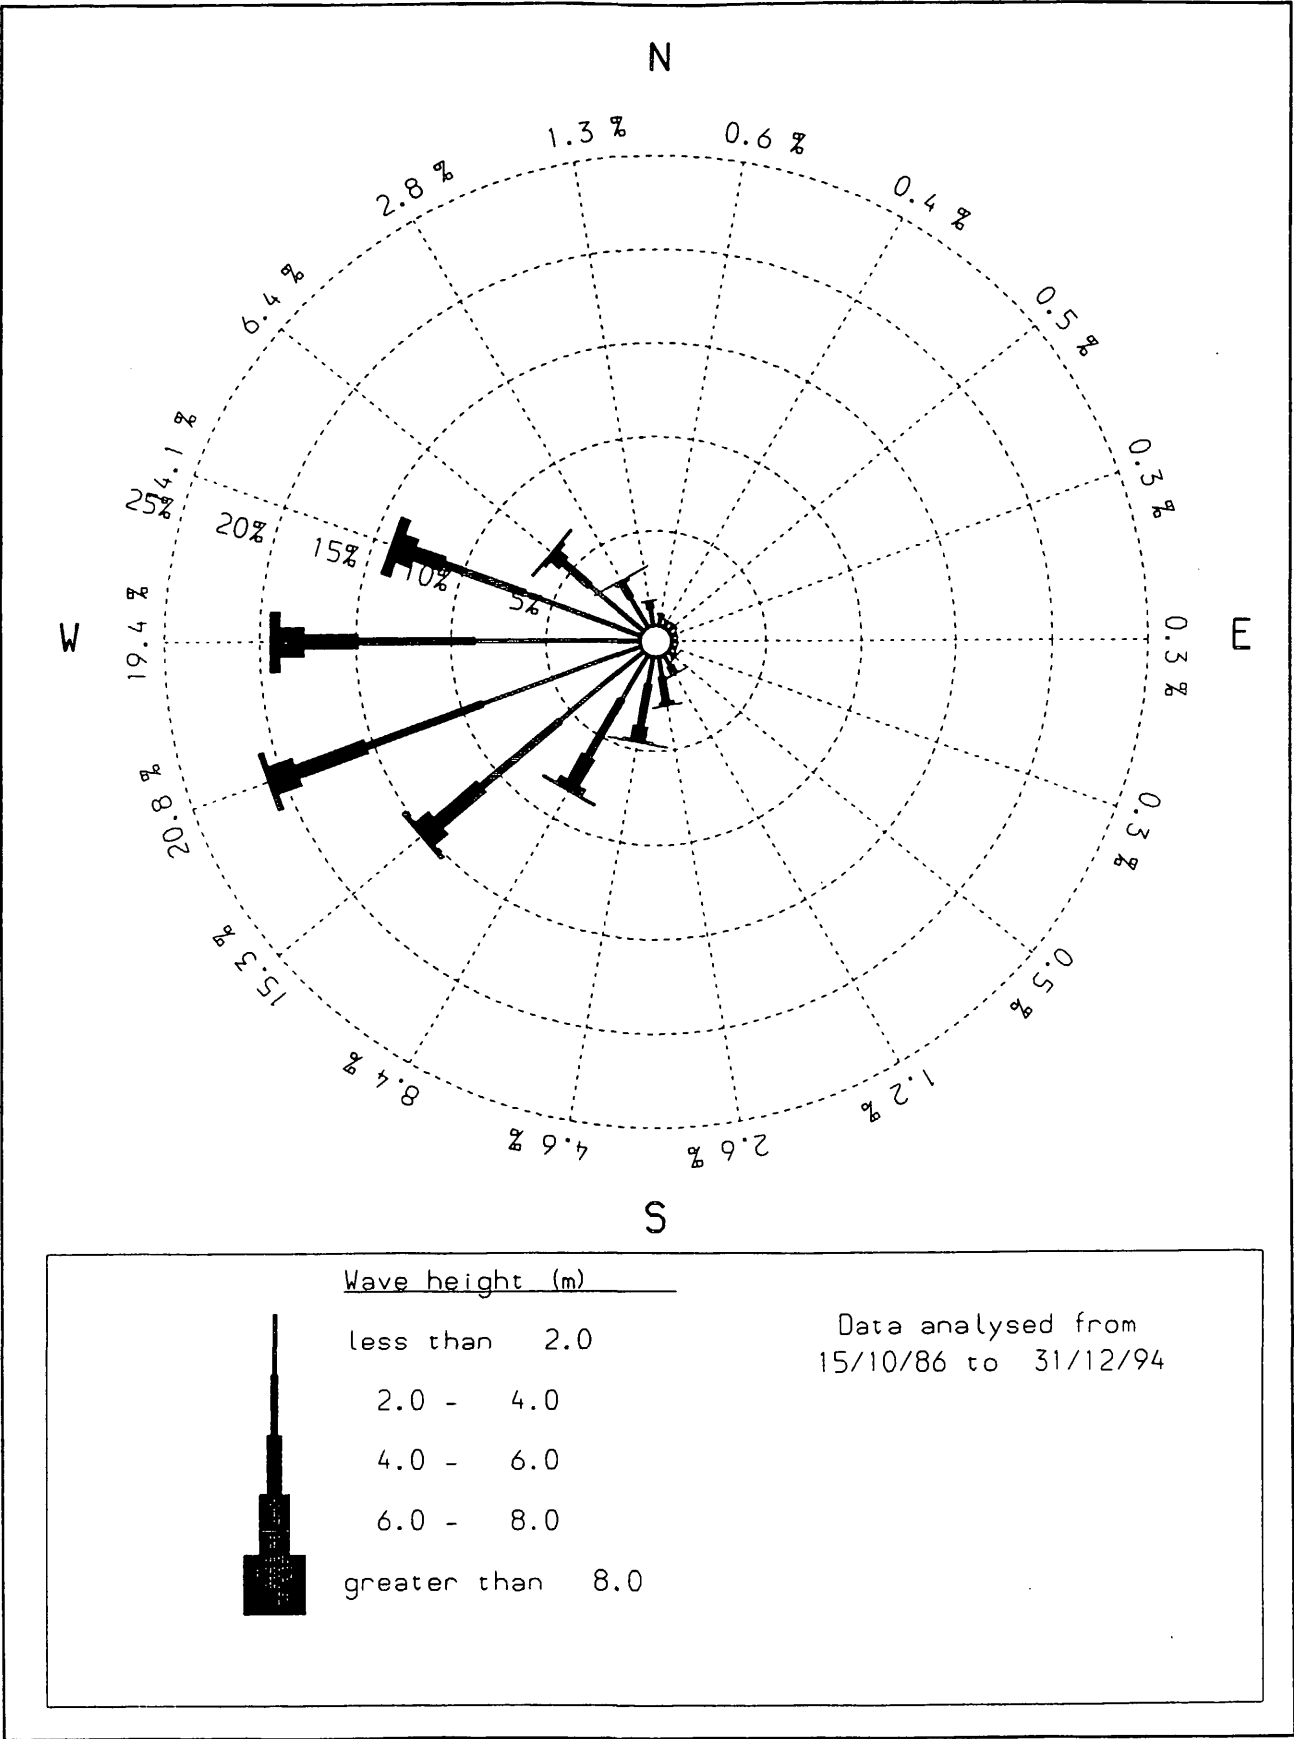 N
1.3 %
0.6 %
2.8 %
0.4 %
6.4 %
0.5 %
14.1 %
0.3 %
25%
20%
15%
10%
5%
W
19.4 %
0.3 %
E
20.8 %
0.3 %
15.3 %
0.5 %
8.4 %
1.2 %
4.6 %
2.6 %
S
Wave height (m)
less than 2.0
2.0 - 4.0
4.0 - 6.0
6.0 - 8.0
greater than 8.0
Data analysed from
15/10/86 to 31/12/94